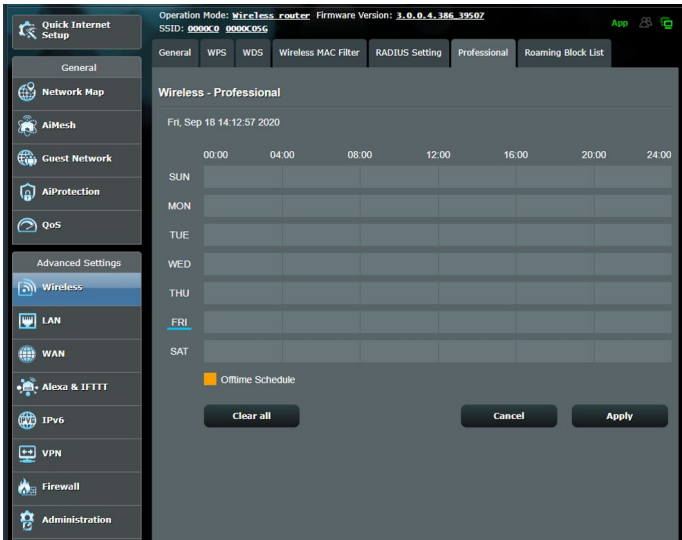 Quick Internet
Setup
General
Network Map
AiMesh
Guest Network
AiProtection
QoS
Advanced Settings
Wireless
LAN
WAN
Alexa & IFTTT
IPv6
VPN
Firewall
Administration
Operation Mode: Wireless router Firmware Version: 3.0.0.4.386_39507
SSID: 0000C0 0000C05G
App
General WPS WDS Wireless MAC Filter RADIUS Setting Professional Roaming Block List
Wireless - Professional
Fri, Sep 18 14:12:57 2020
00:00 04:00 08:00 12:00 16:00 20:00 24:00
SUN
MON
TUE
WED
THU
FRI
SAT
Offtime Schedule
Clear all Cancel Apply